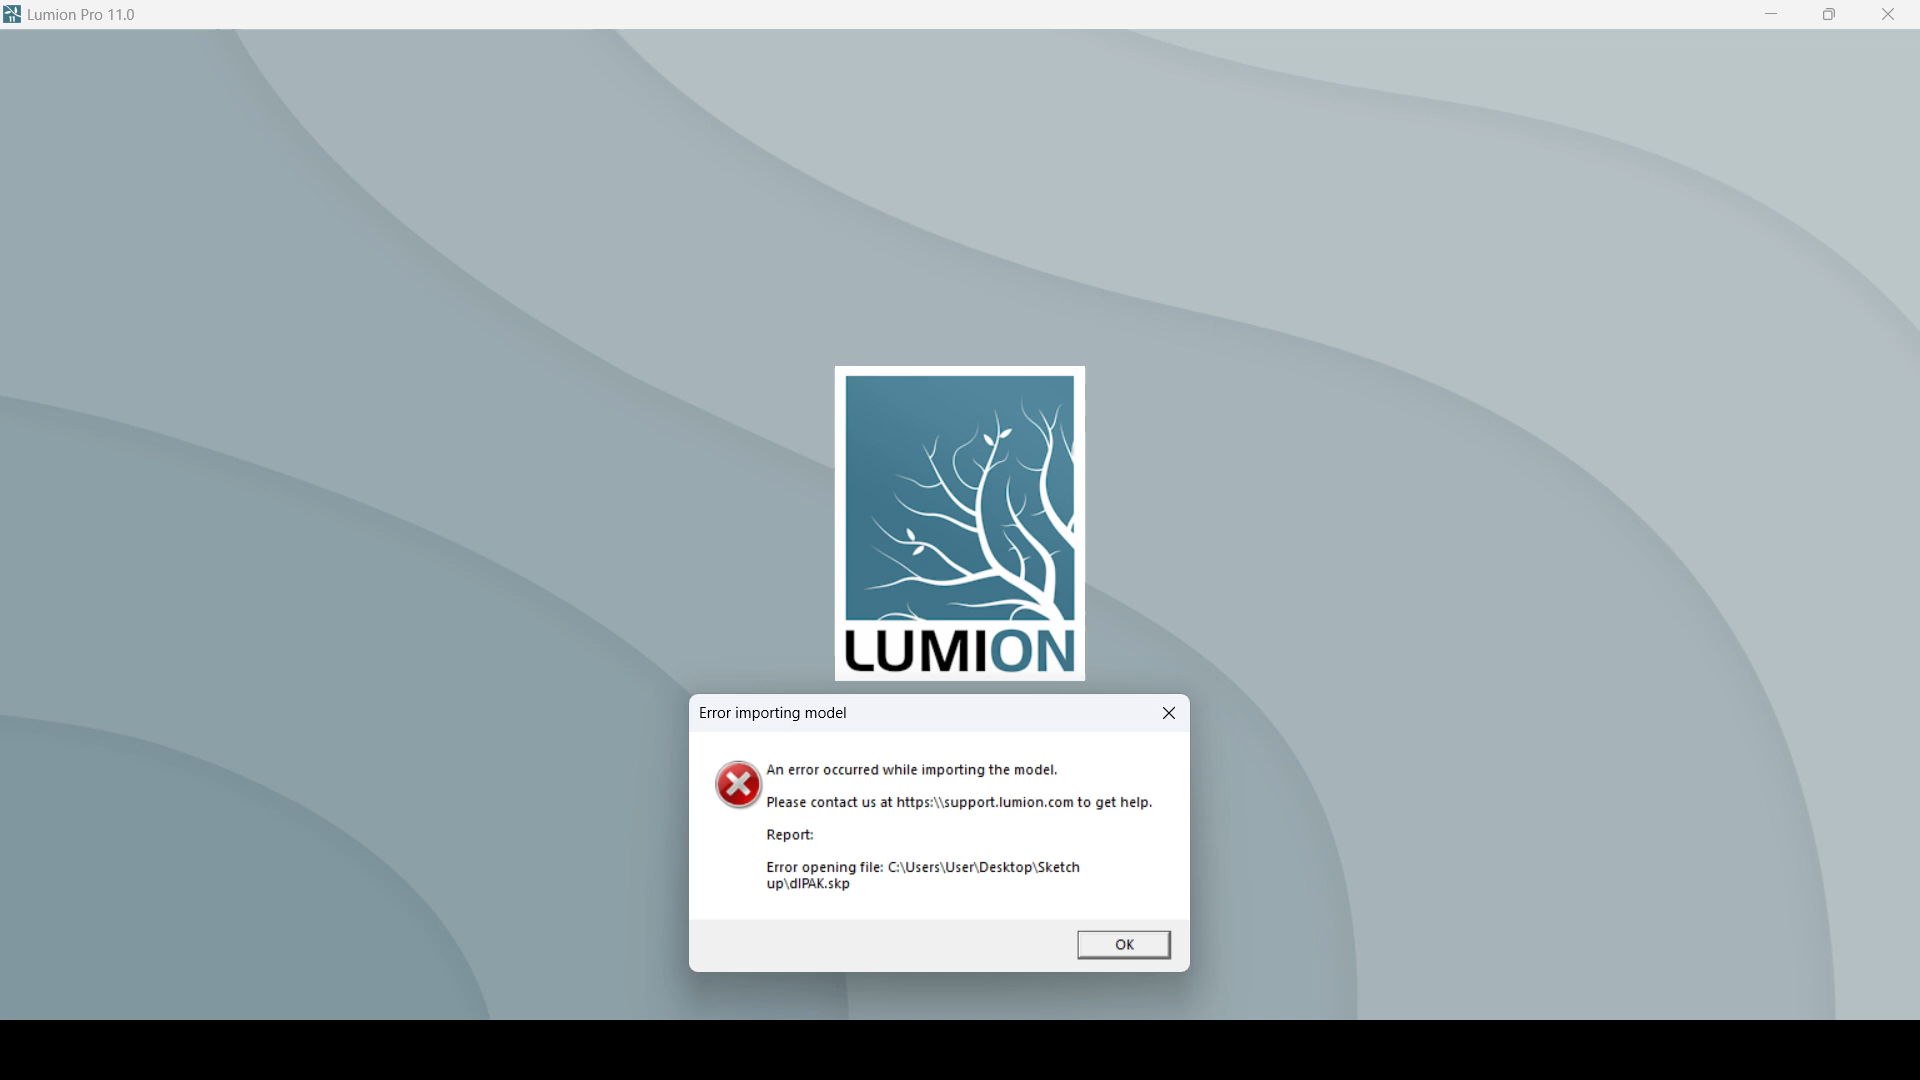 Lumion Pro 11.0
LUMION
Error importing model
An error occurred while importing the model.
Please contact us at https:\\support.lumion.com to get help.
Report:
Error opening file: C:\Users\User\Desktop\Sketch
up\dIPAK.skp
OK